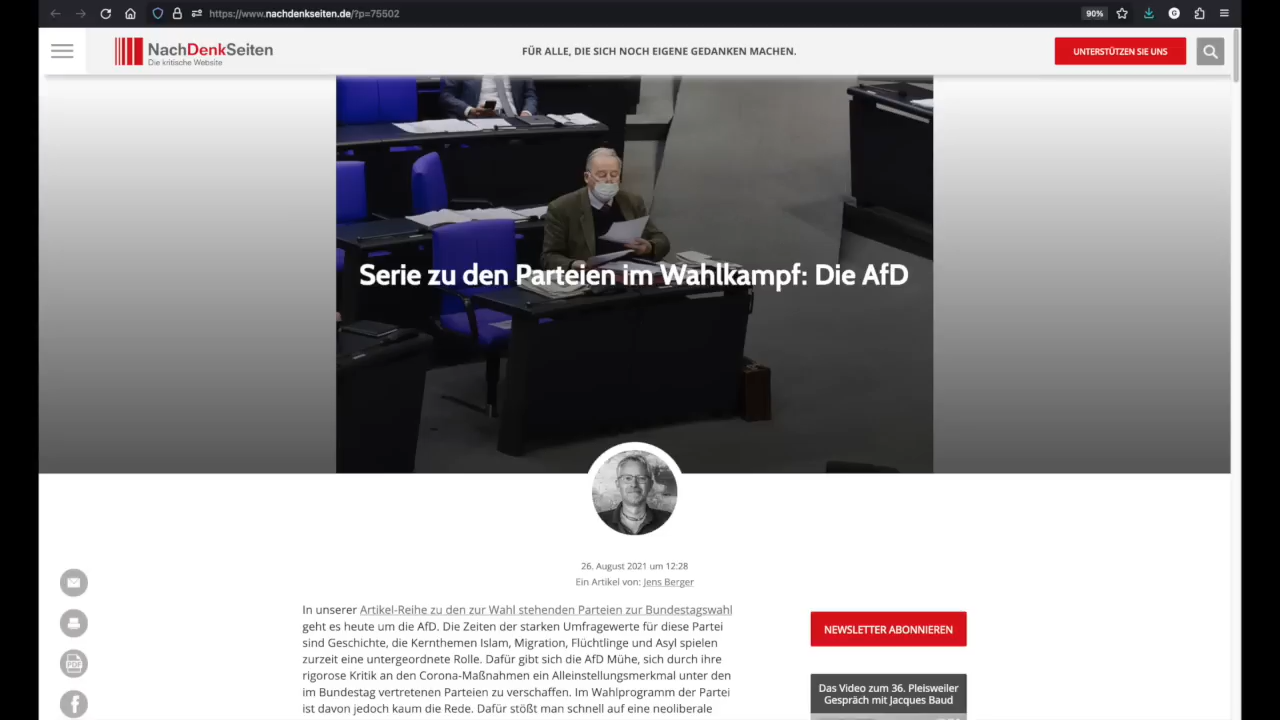 https://www.nachdenkseiten.de/?p=75502
90%
NachDenkSeiten
Die kritische Website
FÜR ALLE, DIE SICH NOCH EIGENE GEDANKEN MACHEN.
UNTERSTÜTZEN SIE UNS
Serie zu den Parteien im Wahlkampf: Die AfD
26. August 2021 um 12:28
Ein Artikel von: Jens Berger
In unserer Artikel-Reihe zu den zur Wahl stehenden Parteien zur Bundestagswahl
geht es heute um die AfD. Die Zeiten der starken Umfragewerte für diese Partei
sind Geschichte, die Kernthemen Islam, Migration, Flüchtlinge und Asyl spielen
zurzeit eine untergeordnete Rolle. Dafür gibt sich die AfD Mühe, sich durch ihre
rigorose Kritik an den Corona-Maßnahmen ein Alleinstellungsmerkmal unter den
im Bundestag vertretenen Parteien zu verschaffen. Im Wahlprogramm der Partei
ist davon jedoch kaum die Rede. Dafür stößt man schnell auf eine neoliberale
NEWSLETTER ABONNIEREN
Das Video zum 36. Pleisweiler
Gespräch mit Jacques Baud
PDF